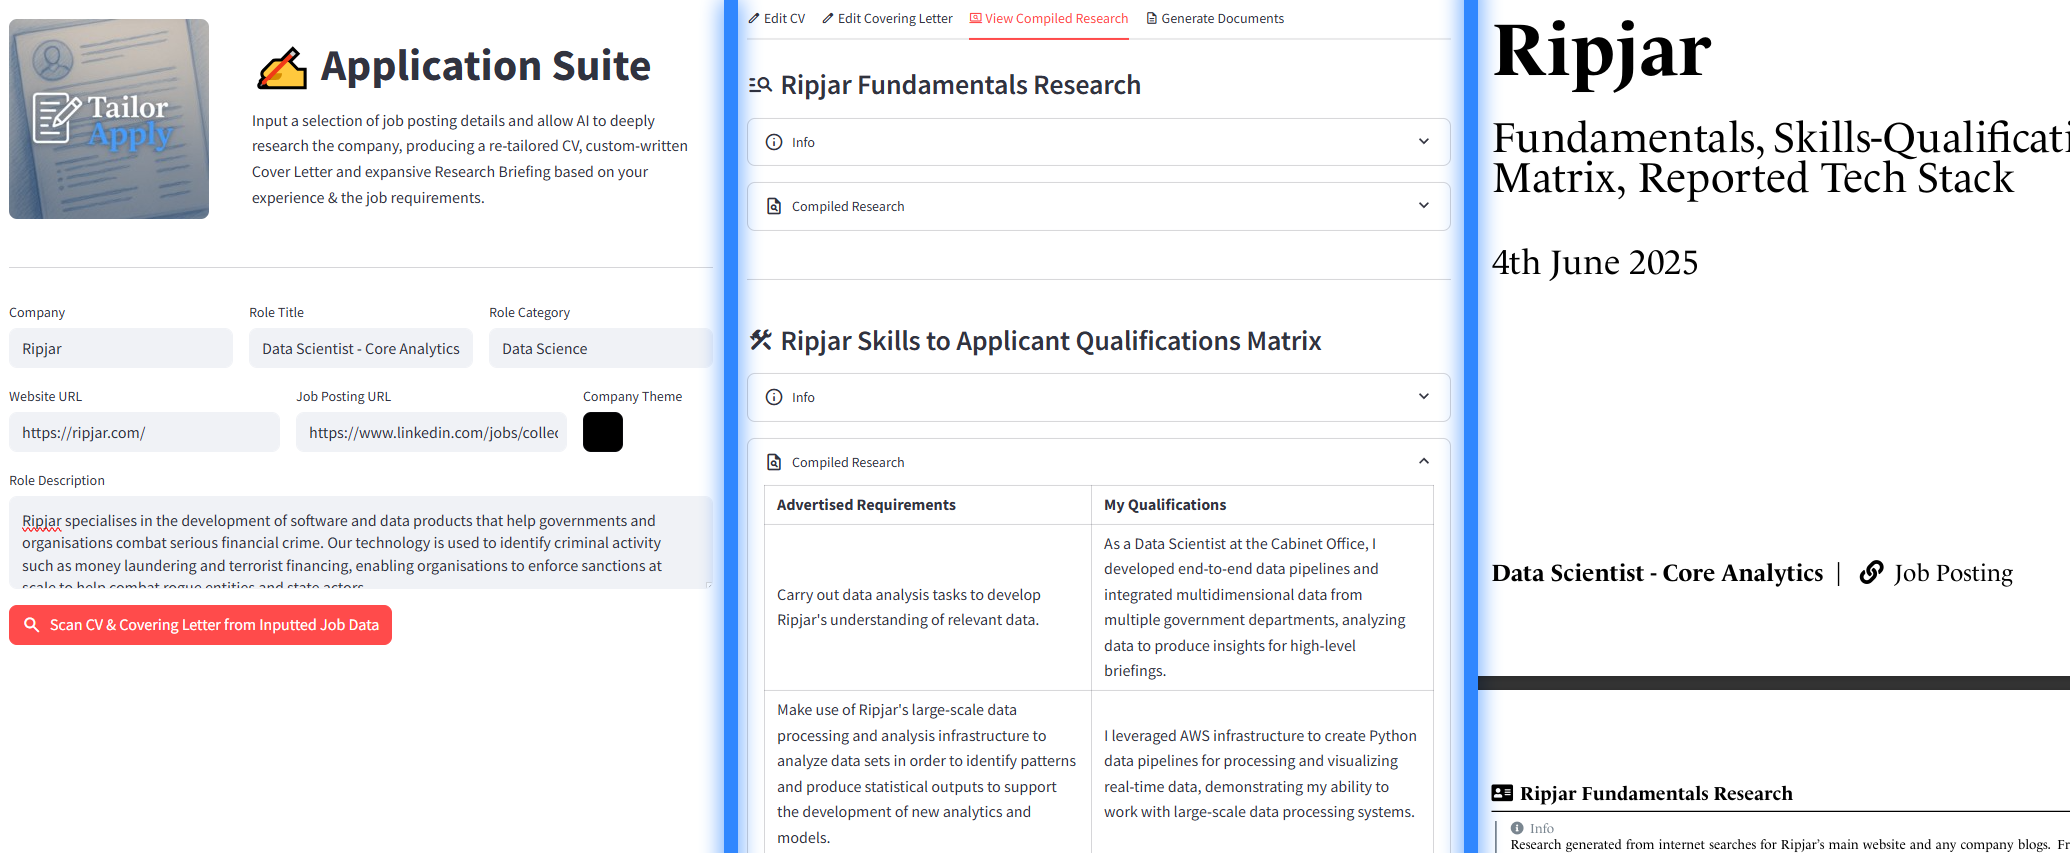 Tailor
Apply
Application Suite
Input a selection of job posting details and allow AI to deeply
research the company, producing a re-tailored CV, custom-written
Cover Letter and expansive Research Briefing based on your
experience & the job requirements.
Company
Role Title
Role Category
Ripjar
Data Scientist - Core Analytics
Data Science
Website URL
Job Posting URL
Company Theme
https://ripjar.com/
https://www.linkedin.com/jobs/collec
Role Description
Ripjar specialises in the development of software and data products that help governments and
organisations combat serious financial crime. Our technology is used to identify criminal activity
such as money laundering and terrorist financing, enabling organisations to enforce sanctions at
scale to help combat rogue entities and state actors.
Scan CV & Covering Letter from Inputted Job Data
Edit CV
Edit Covering Letter
View Compiled Research
Generate Documents
Ripjar Fundamentals Research
Info
Compiled Research
Ripjar Skills to Applicant Qualifications Matrix
Info
Compiled Research
Advertised Requirements
My Qualifications
Carry out data analysis tasks to develop
Ripjar's understanding of relevant data.
As a Data Scientist at the Cabinet Office, I
developed end-to-end data pipelines and
integrated multidimensional data from
multiple government departments, analyzing
data to produce insights for high-level
briefings.
Make use of Ripjar's large-scale data
processing and analysis infrastructure to
analyze data sets in order to identify patterns
and produce statistical outputs to support
the development of new analytics and
models.
I leveraged AWS infrastructure to create Python
data pipelines for processing and visualizing
real-time data, demonstrating my ability to
work with large-scale data processing systems.
Ripjar
Fundamentals, Skills-Qualificati
Matrix, Reported Tech Stack
4th June 2025
Data Scientist - Core Analytics | Job Posting
Ripjar Fundamentals Research
Info
Research generated from internet searches for Ripjar's main website and any company blogs. Fr